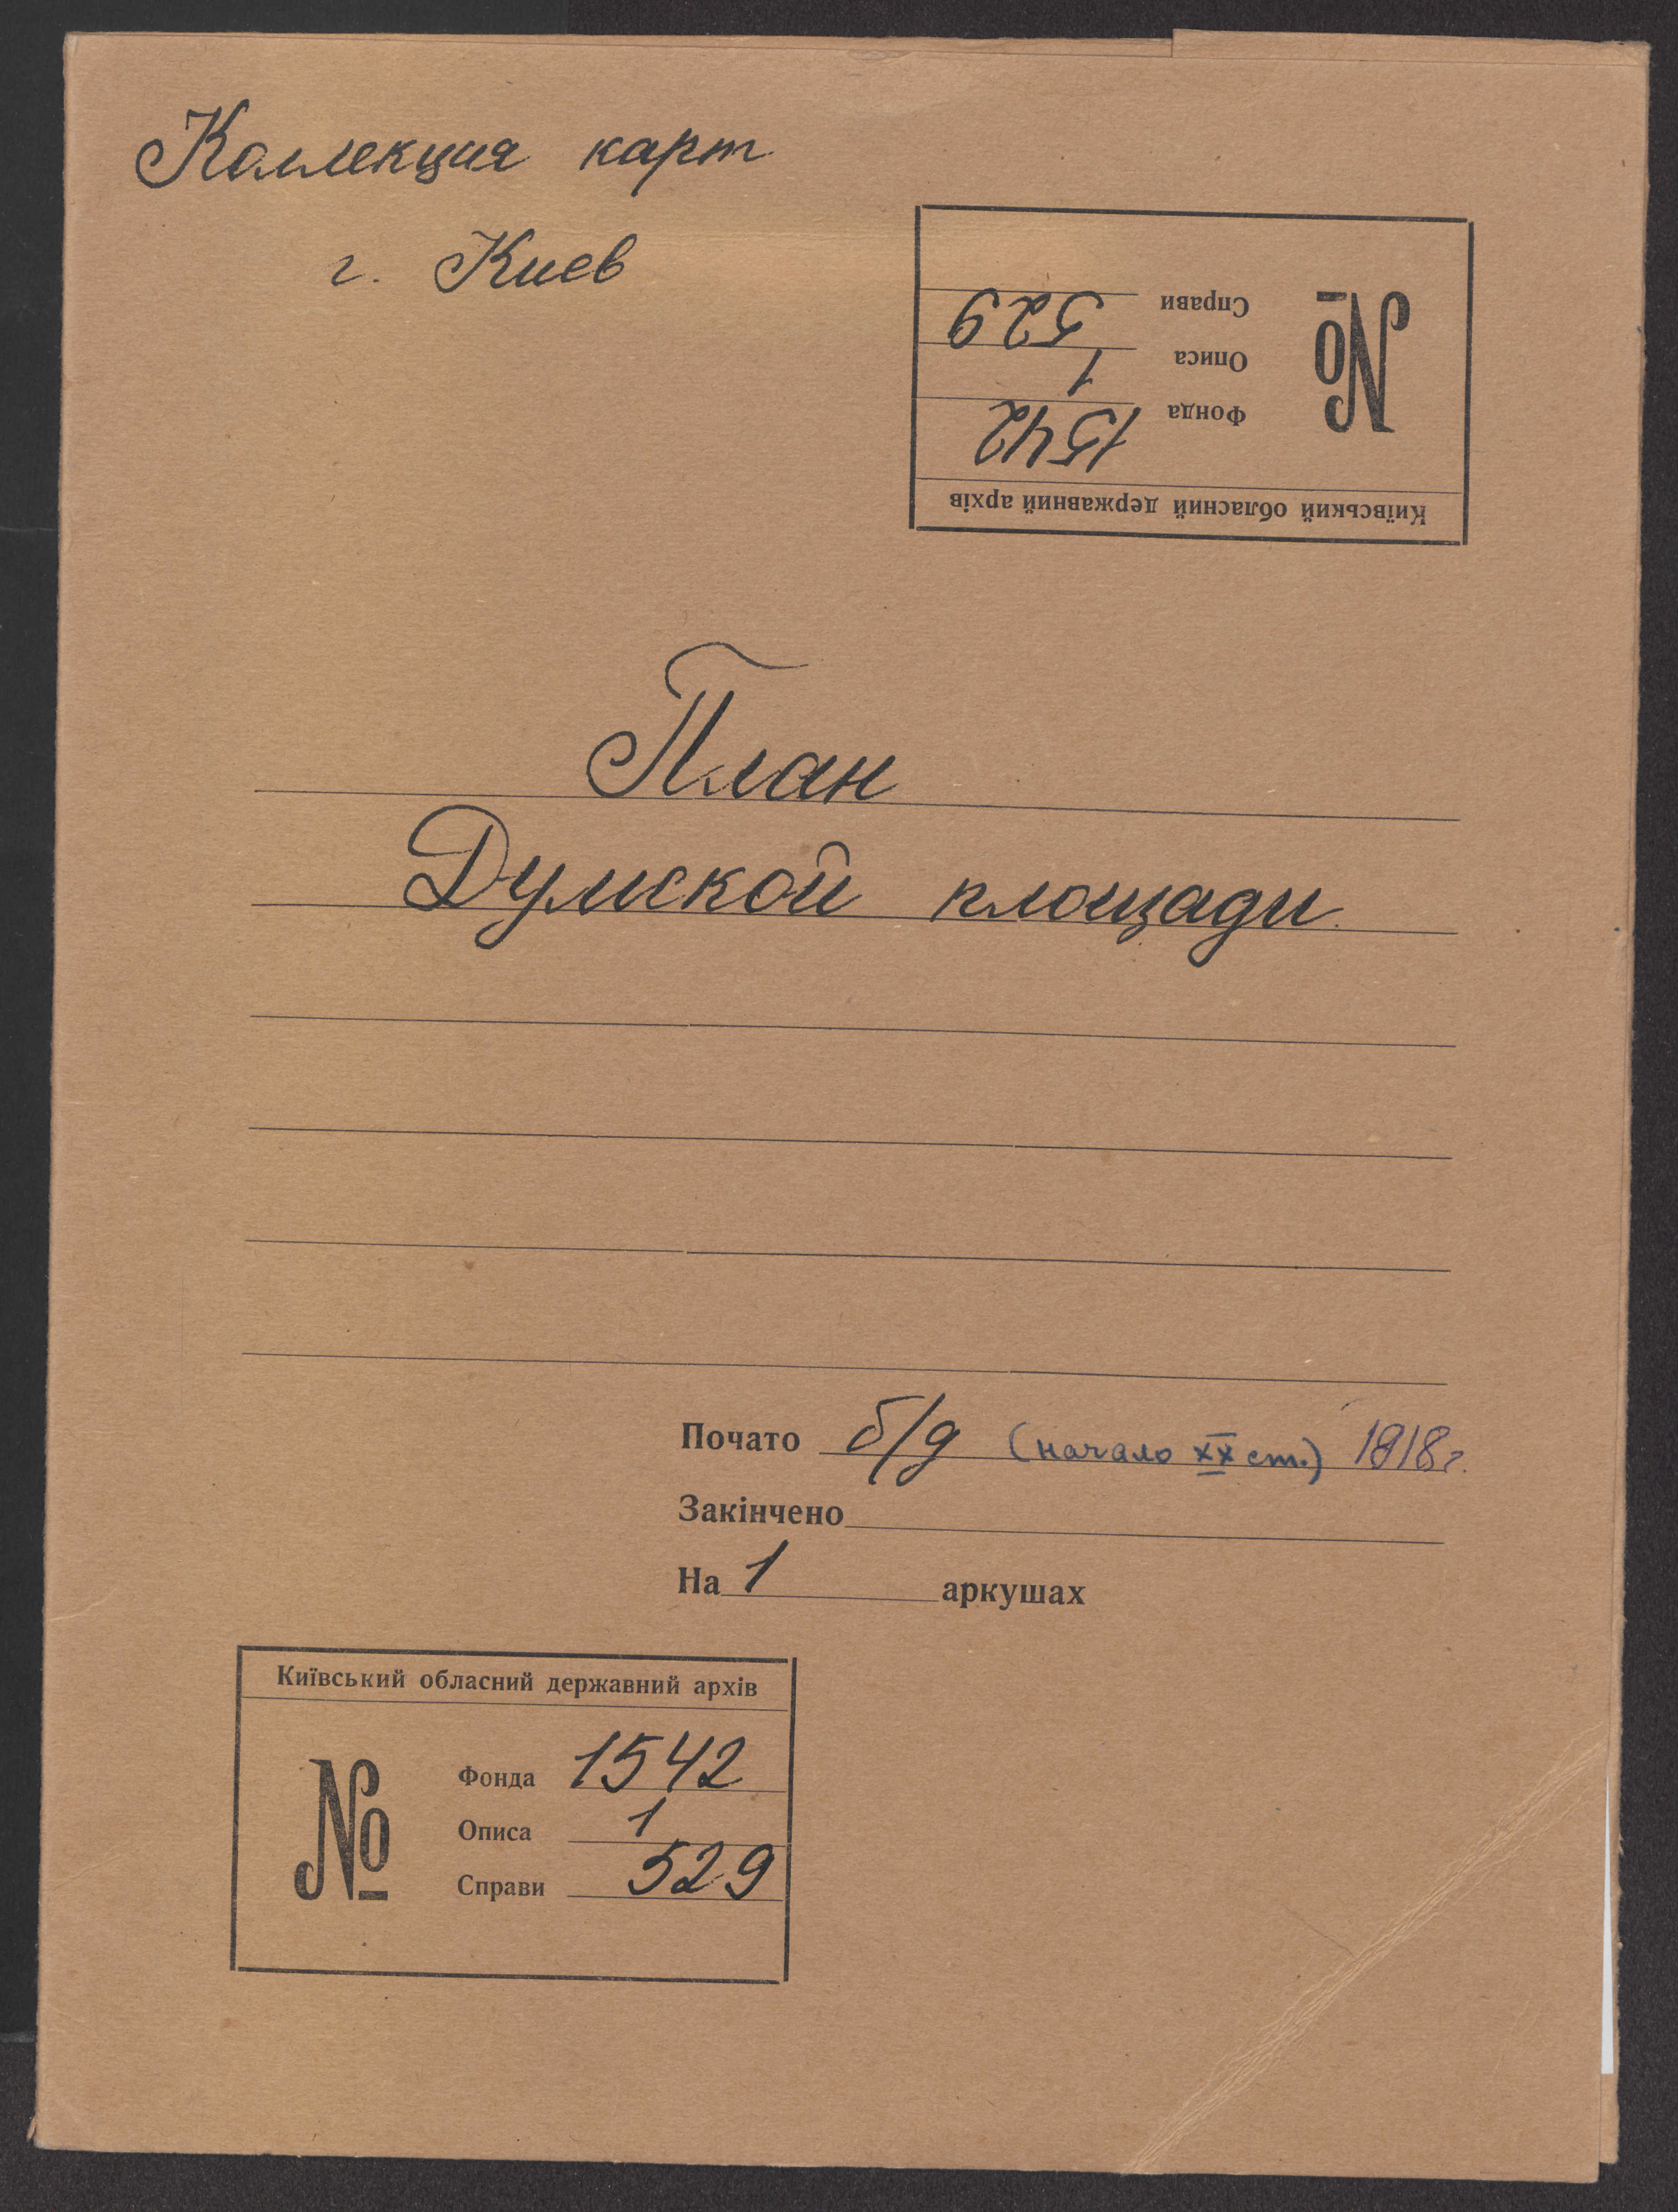 Коллекция карт
г. Киев
Київський обласний державний архів
№
Фонда 1542
Описа 1
Справи 529
План
Думской площади.
Почато б/д (начало XX ст.) 1918г.
Закінчено
На 1 аркушах
Київський обласний державний архів
№
Фонда 1542
Описа 1
Справи 529